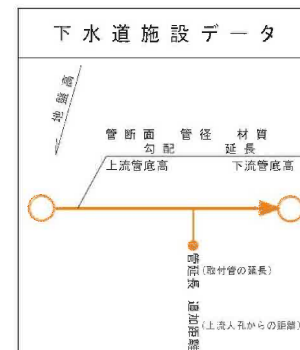 下水道施設データ
地盤高
管断面 管径 材質
勾配 延長
上流管底高 下流管底高
管延長 (取付管の延長)
追加距離 (上流人孔からの距離)